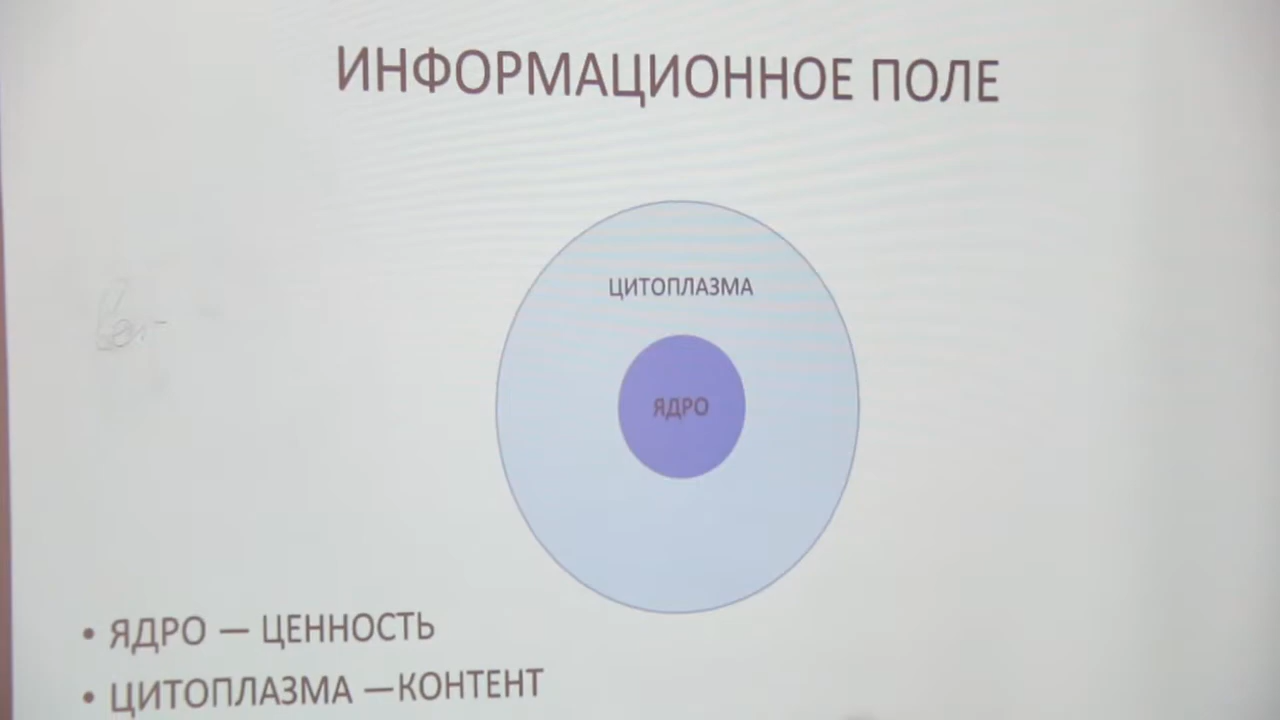 ИНФОРМАЦИОННОЕ ПОЛЕ
ЦИТОПЛАЗМА
ЯДРО
• ЯДРО — ЦЕННОСТЬ
• ЦИТОПЛАЗМА —КОНТЕНТ